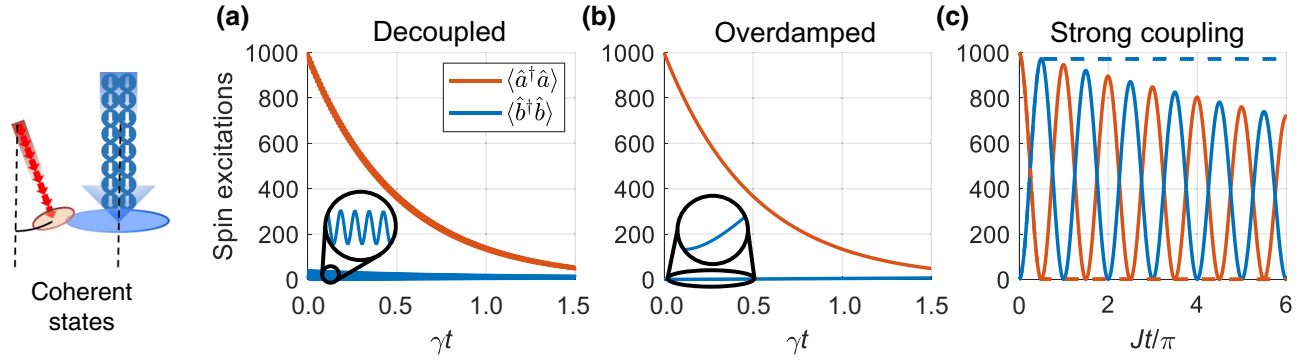 (a)
Decoupled
(b)
Overdamped
(c)
Strong coupling
Coherent
states
Spin excitations
1000
800
600
400
200
0
⟨â†â⟩
⟨b̂†b̂⟩
0.0
0.5
1.0
1.5
γt
1000
800
600
400
200
0
0.0
0.5
1.0
1.5
γt
1000
800
600
400
200
0
0
2
4
6
Jt/π